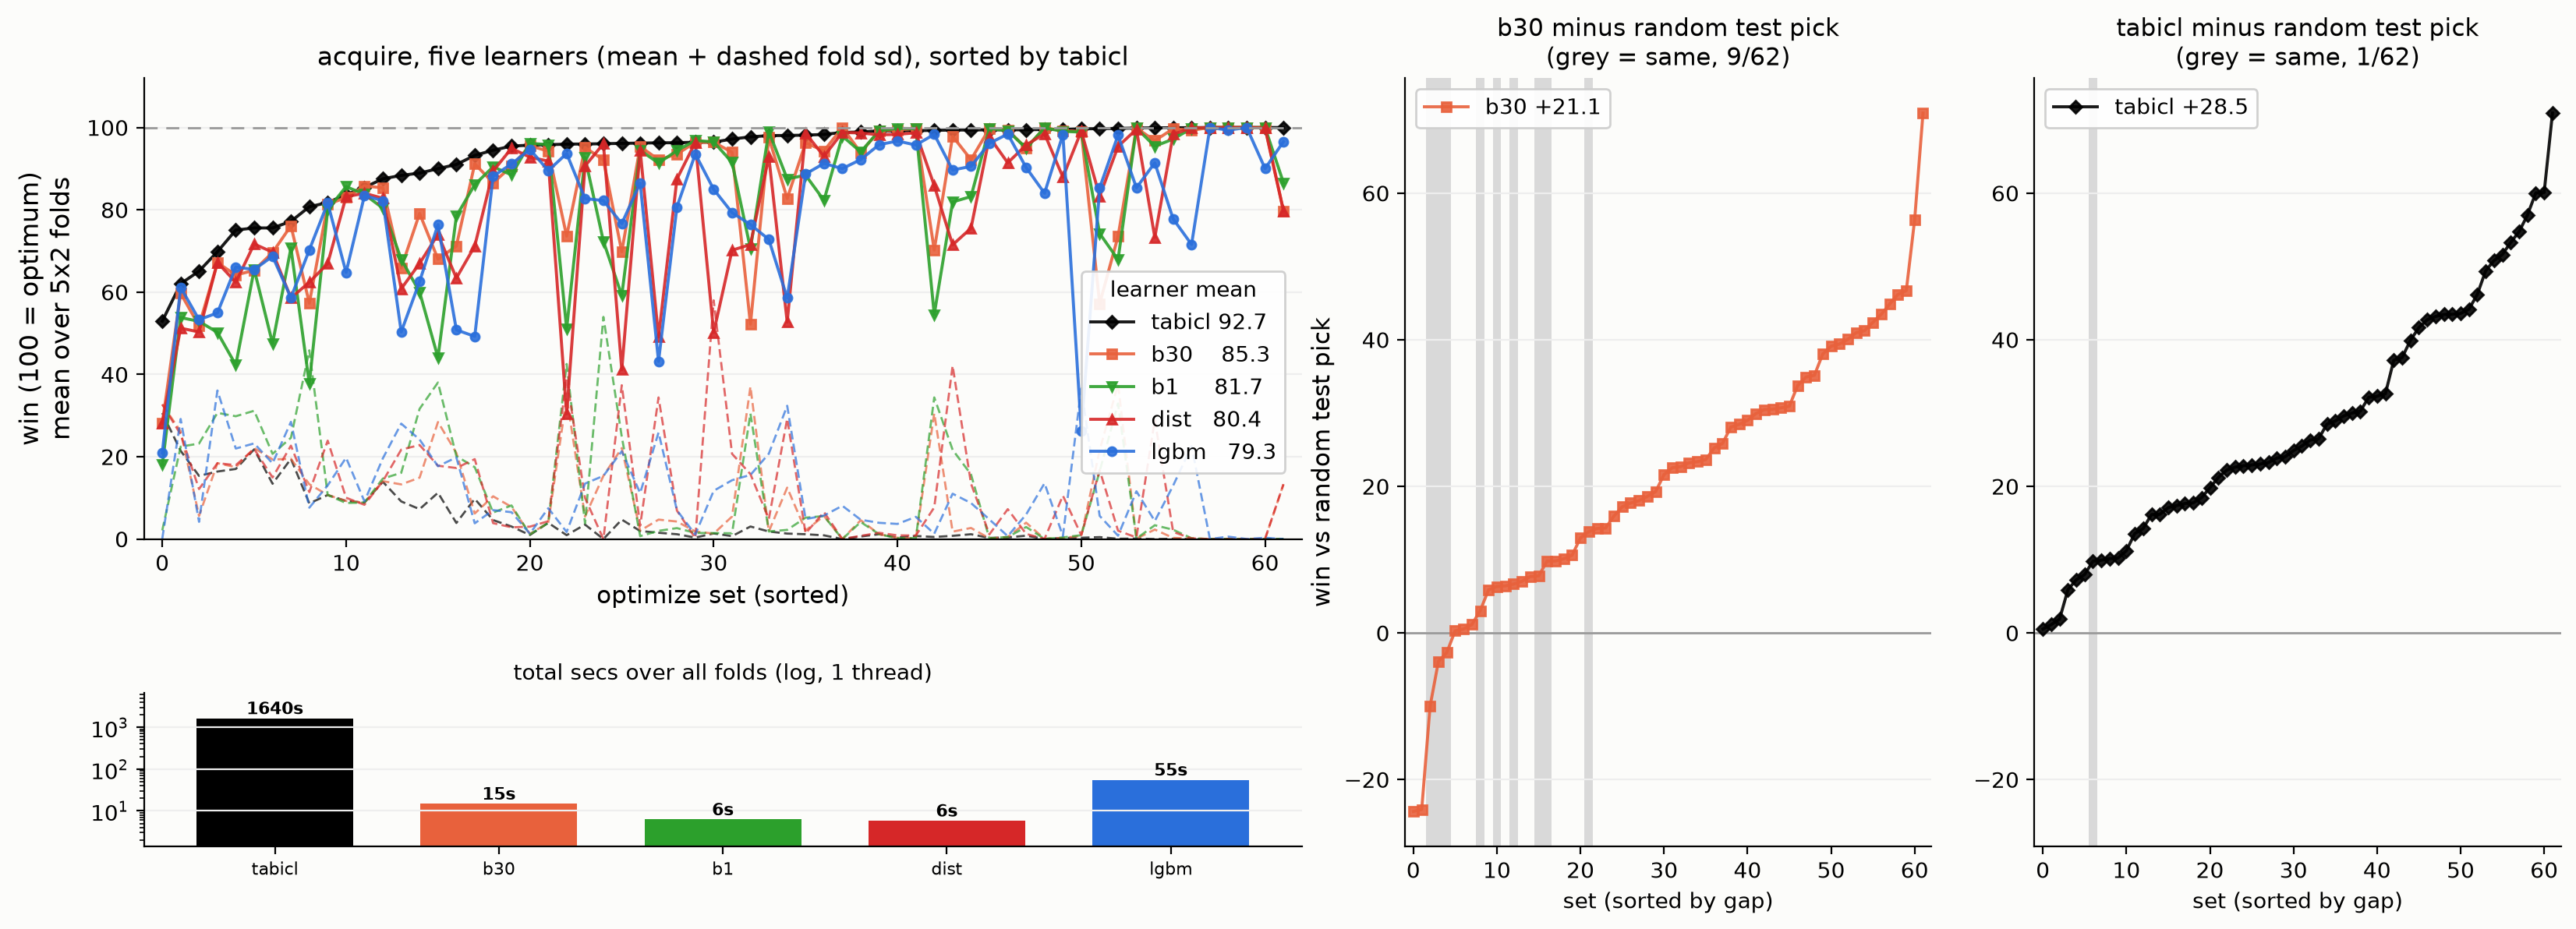 acquire, five learners (mean + dashed fold sd), sorted by tabicl
win (100 = optimum)
mean over 5x2 folds
100
80
60
40
20
0
learner mean
tabicl 92.7
b30 85.3
b1 81.7
dist 80.4
lgbm 79.3
0 10 20 30 40 50 60
optimize set (sorted)
total secs over all folds (log, 1 thread)
10³
10²
10¹
1640s
15s
6s
6s
55s
tabicl b30 b1 dist lgbm
b30 minus random test pick
(grey = same, 9/62)
b30 +21.1
win vs random test pick
60
40
20
0
−20
0 10 20 30 40 50 60
set (sorted by gap)
tabicl minus random test pick
(grey = same, 1/62)
tabicl +28.5
60
40
20
0
−20
0 10 20 30 40 50 60
set (sorted by gap)